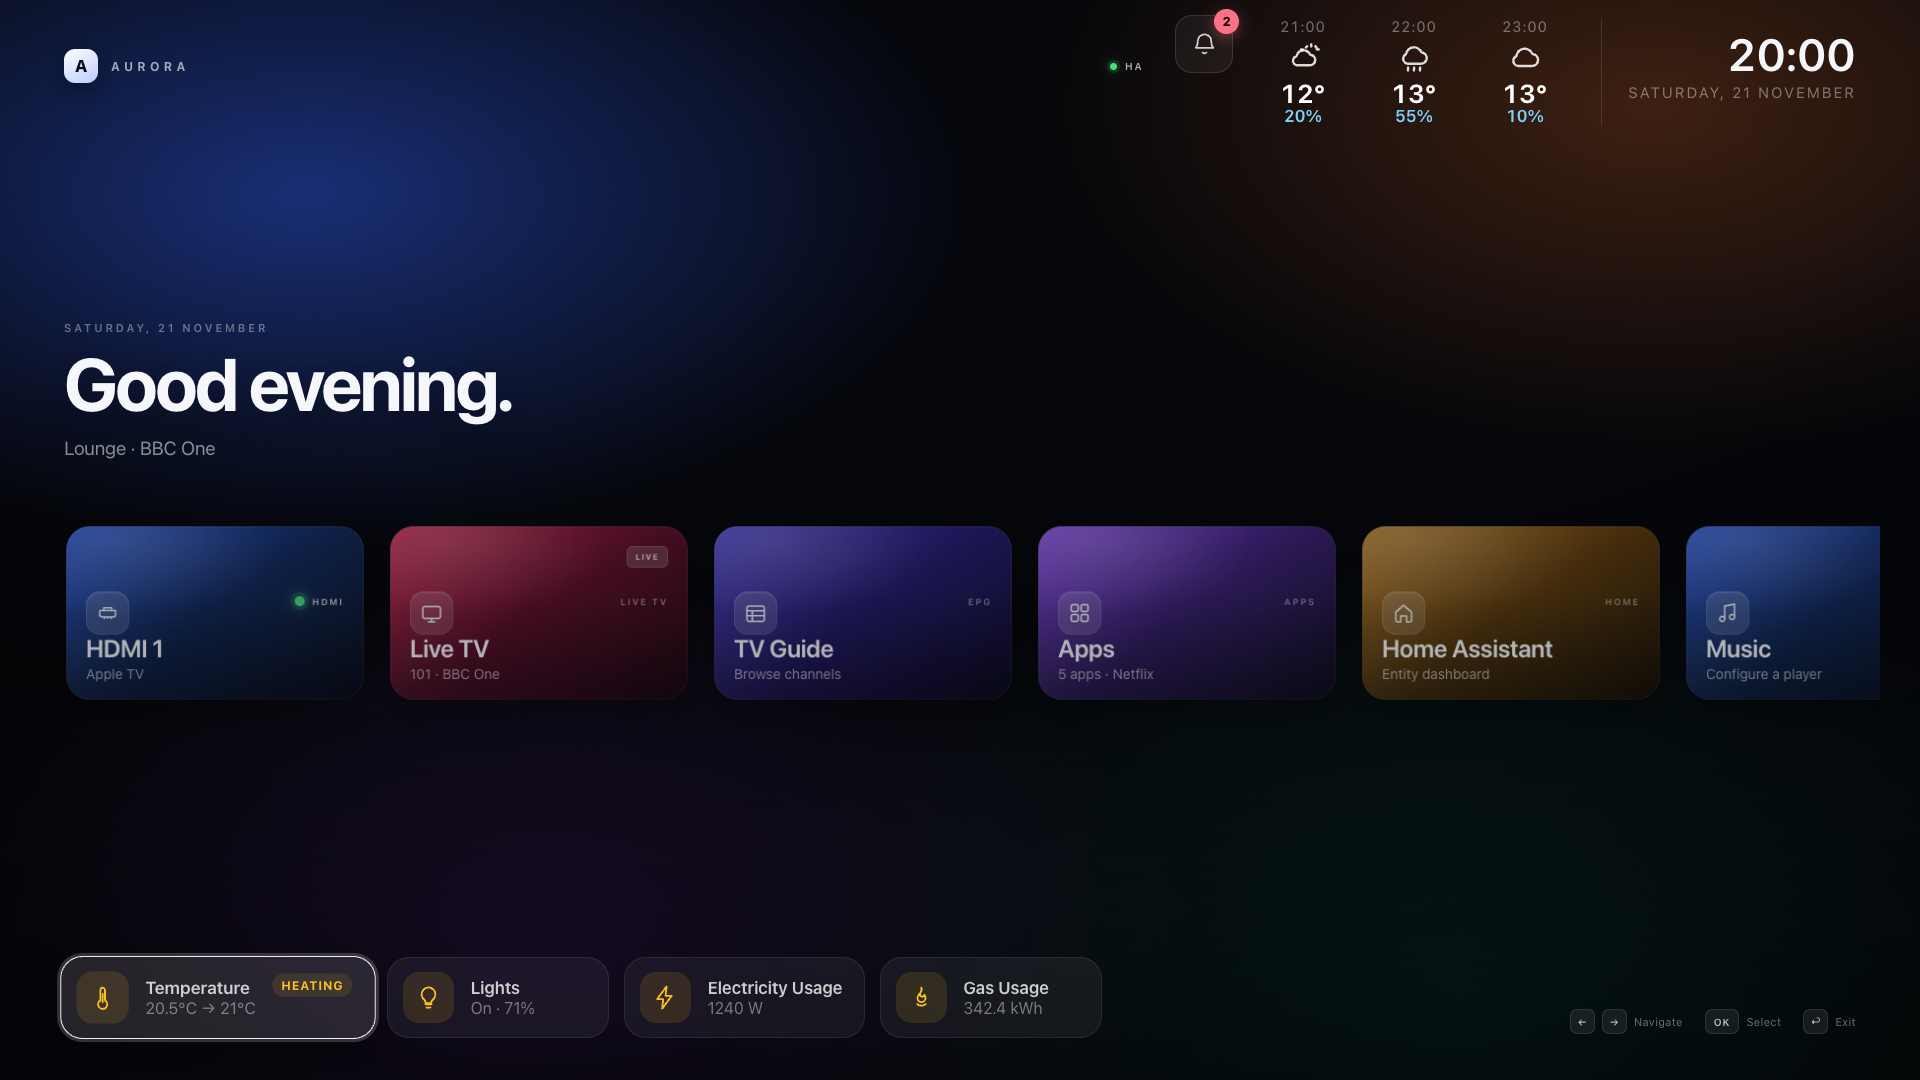 A AURORA
HA
2
21:00
12°
20%
22:00
13°
55%
23:00
13°
10%
20:00
SATURDAY, 21 NOVEMBER
SATURDAY, 21 NOVEMBER
Good evening.
Lounge · BBC One
HDMI
HDMI 1
Apple TV
LIVE
LIVE TV
Live TV
101 · BBC One
EPG
TV Guide
Browse channels
APPS
Apps
5 apps · Netflix
HOME
Home Assistant
Entity dashboard
Music
Configure a player
Temperature
HEATING
20.5°C → 21°C
Lights
On · 71%
Electricity Usage
1240 W
Gas Usage
342.4 kWh
← → Navigate
OK Select
Exit